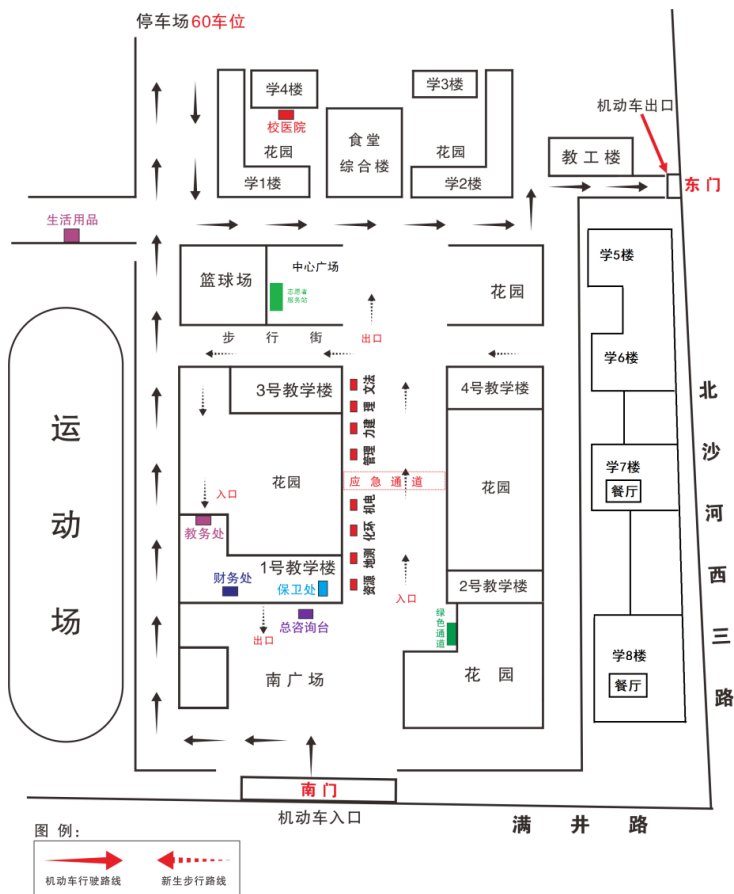 停车场60车位
学4楼
学3楼
机动车出口
校医院
食堂
综合楼
花园
花园
教工楼
学1楼
学2楼
东门
生活用品
学5楼
篮球场
中心广场
志愿者
服务站
花园
步行街
出口
学6楼
3号教学楼
4号教学楼
文法
理
力建
管理
北沙河西三路
运动场
花园
应急通道
花园
学7楼
餐厅
入口
机电
教务处
化环
1号教学楼
地测
财务处
保卫处
资源
2号教学楼
入口
总咨询台
绿色通道
出口
学8楼
南广场
花园
餐厅
南门
机动车入口
满井路
图例:
机动车行驶路线
新生步行路线